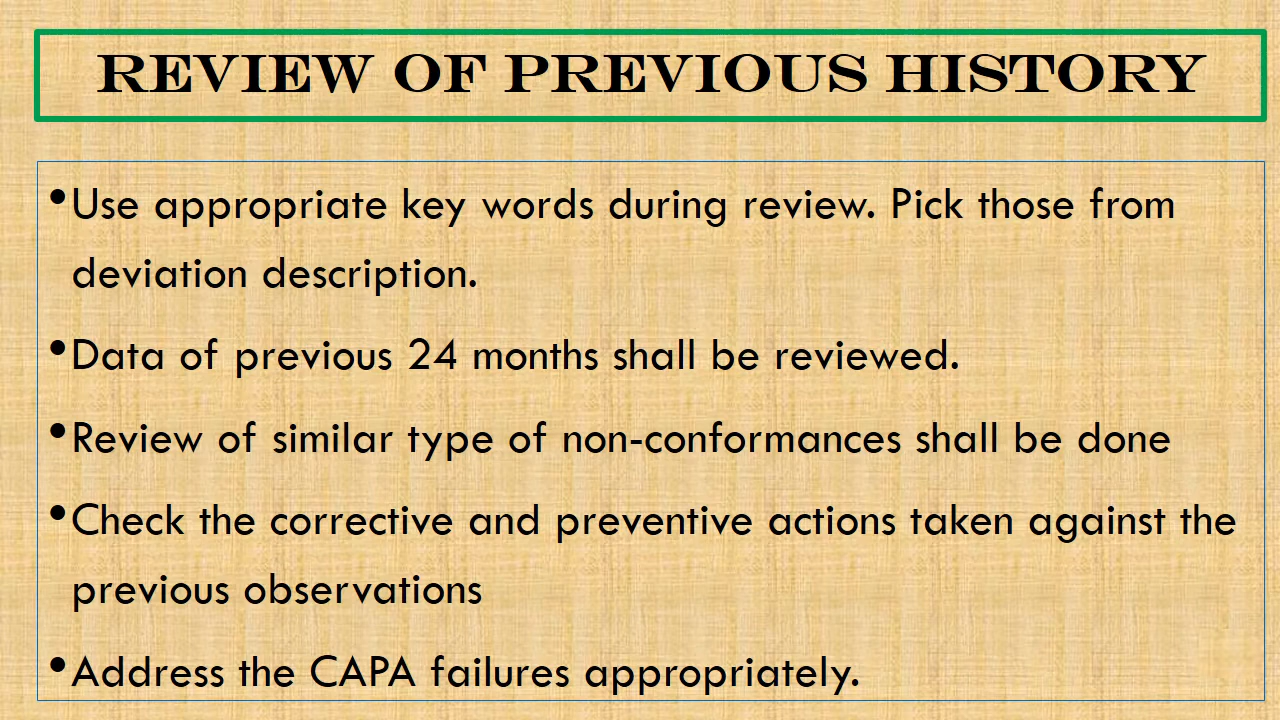 REVIEW OF PREVIOUS HISTORY
•Use appropriate key words during review. Pick those from
deviation description.
•Data of previous 24 months shall be reviewed.
•Review of similar type of non-conformances shall be done
•Check the corrective and preventive actions taken against the
previous observations
•Address the CAPA failures appropriately.